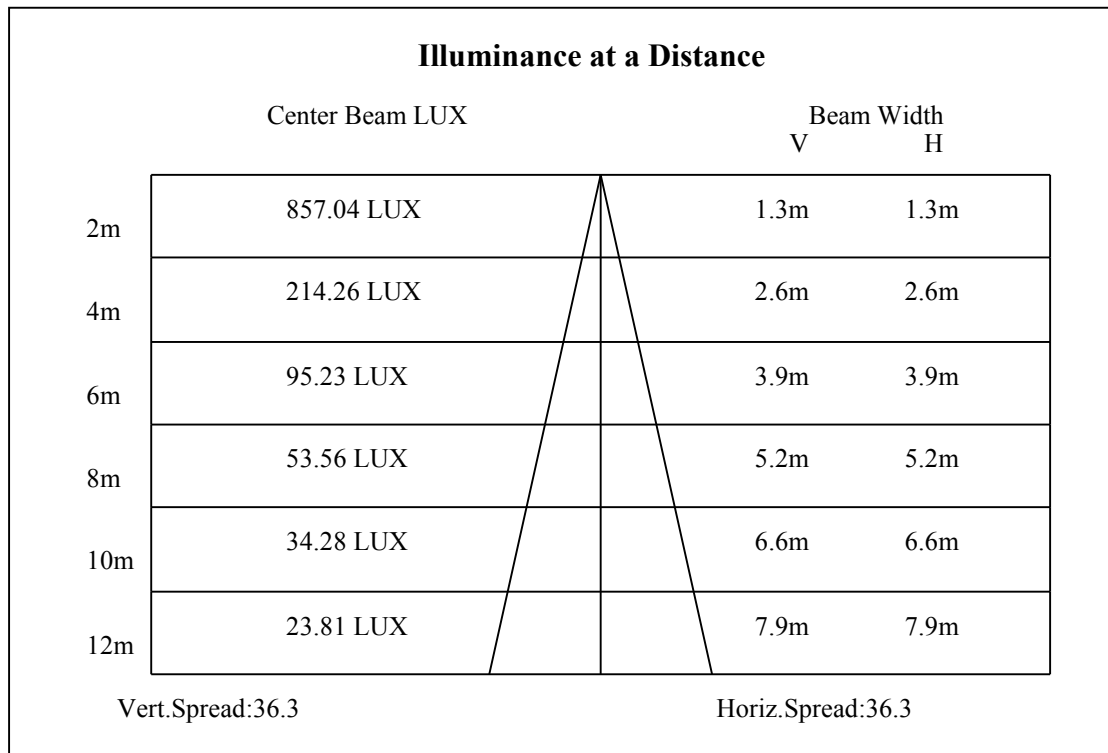 Illuminance at a Distance
Center Beam LUX Beam Width
V H
2m 857.04 LUX 1.3m 1.3m
4m 214.26 LUX 2.6m 2.6m
6m 95.23 LUX 3.9m 3.9m
8m 53.56 LUX 5.2m 5.2m
10m 34.28 LUX 6.6m 6.6m
12m 23.81 LUX 7.9m 7.9m
Vert.Spread:36.3 Horiz.Spread:36.3